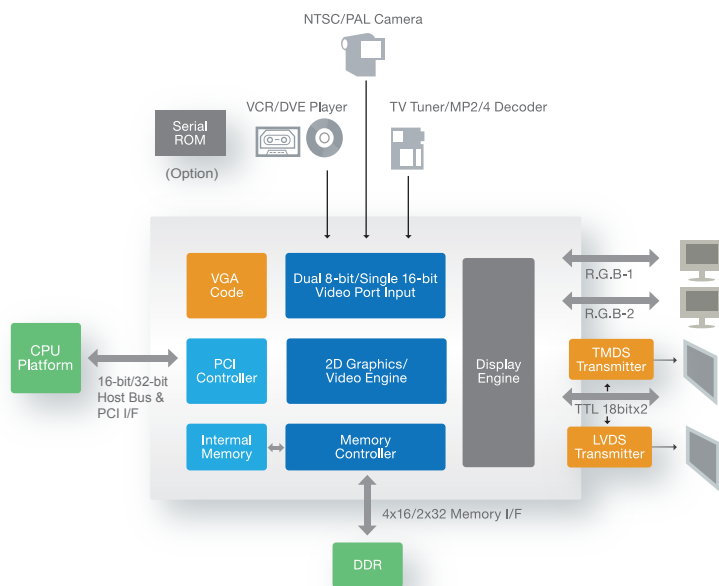 NTSC/PAL Camera
VCR/DVE Player
TV Tuner/MP2/4 Decoder
Serial
ROM
(Option)
VGA
Code
Dual 8-bit/Single 16-bit
Video Port Input
R.G.B-1
R.G.B-2
CPU
Platform
16-bit/32-bit
Host Bus &
PCI I/F
PCI
Controller
2D Graphics/
Video Engine
Display
Engine
TMDS
Transmitter
TTL 18bitx2
Internal
Memory
Memory
Controller
LVDS
Transmitter
4x16/2x32 Memory I/F
DDR